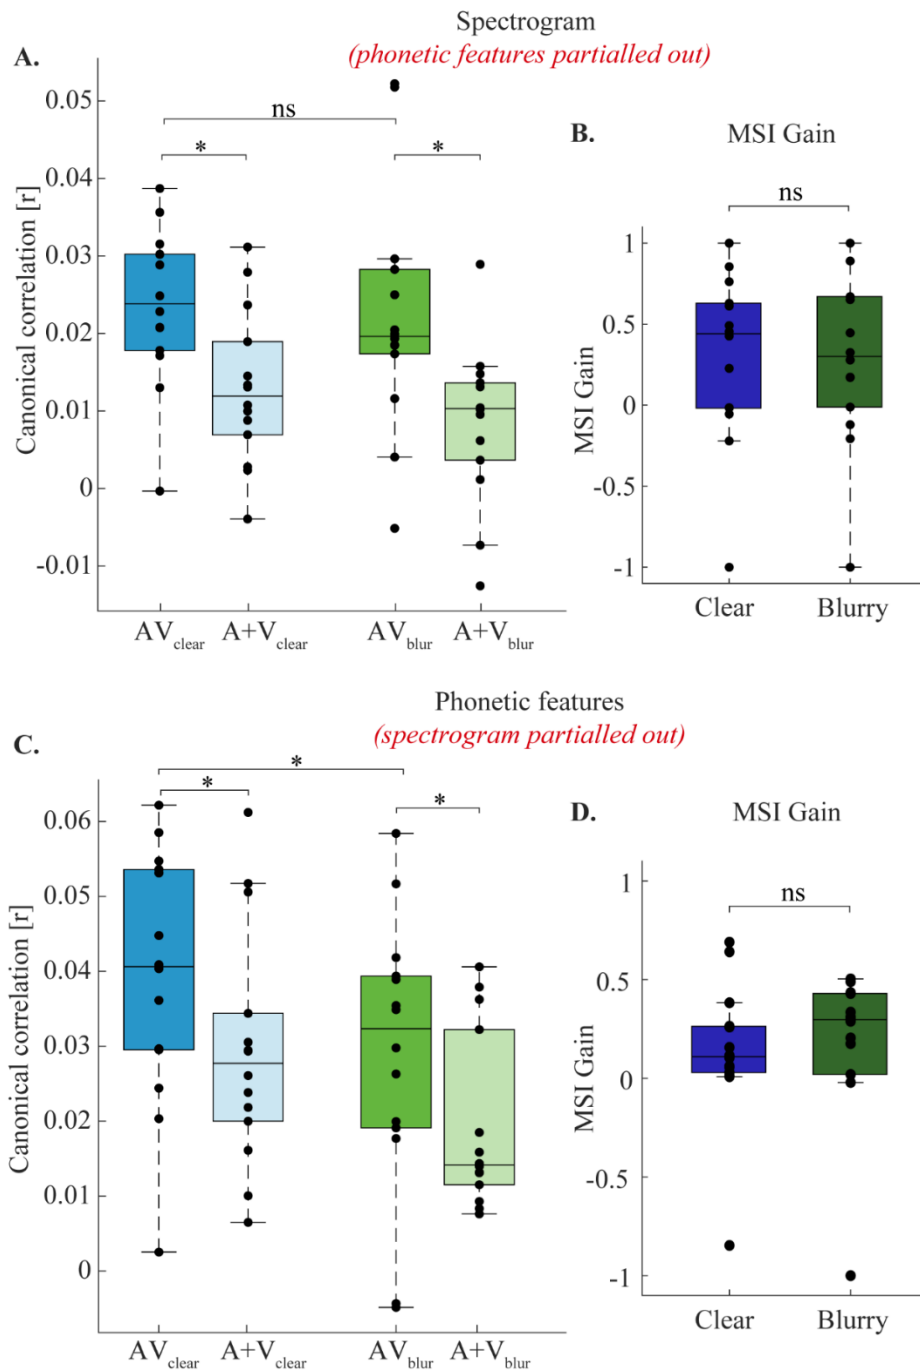 Spectrogram
A.
(phonetic features partialled out)
0.05
ns
B.
MSI Gain
*
*
0.04
ns
Canonical correlation [r]
0.03
1
0.02
0.5
MSI Gain
0.01
0
0
-0.5
-0.01
-1
Clear
Blurry
AVclear
A+Vclear
AVblur
A+Vblur
Phonetic features
C.
(spectrogram partialled out)
*
*
*
D.
MSI Gain
0.06
1
ns
0.05
Canonical correlation [r]
0.04
0.5
0.03
MSI Gain
0
0.02
0.01
-0.5
0
-1
Clear
Blurry
AVclear
A+Vclear
AVblur
A+Vblur